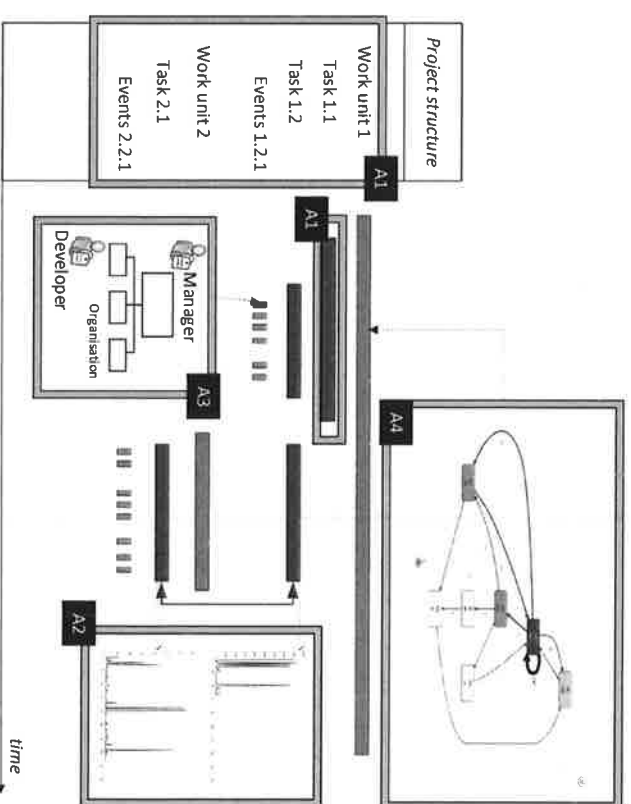 Project structure
A1
Work unit 1
Task 1.1
Task 1.2
Events 1.2.1
Work unit 2
Task 2.1
Events 2.2.1
A1
Manager
Developer
Organisation
A3
A4
A2
time